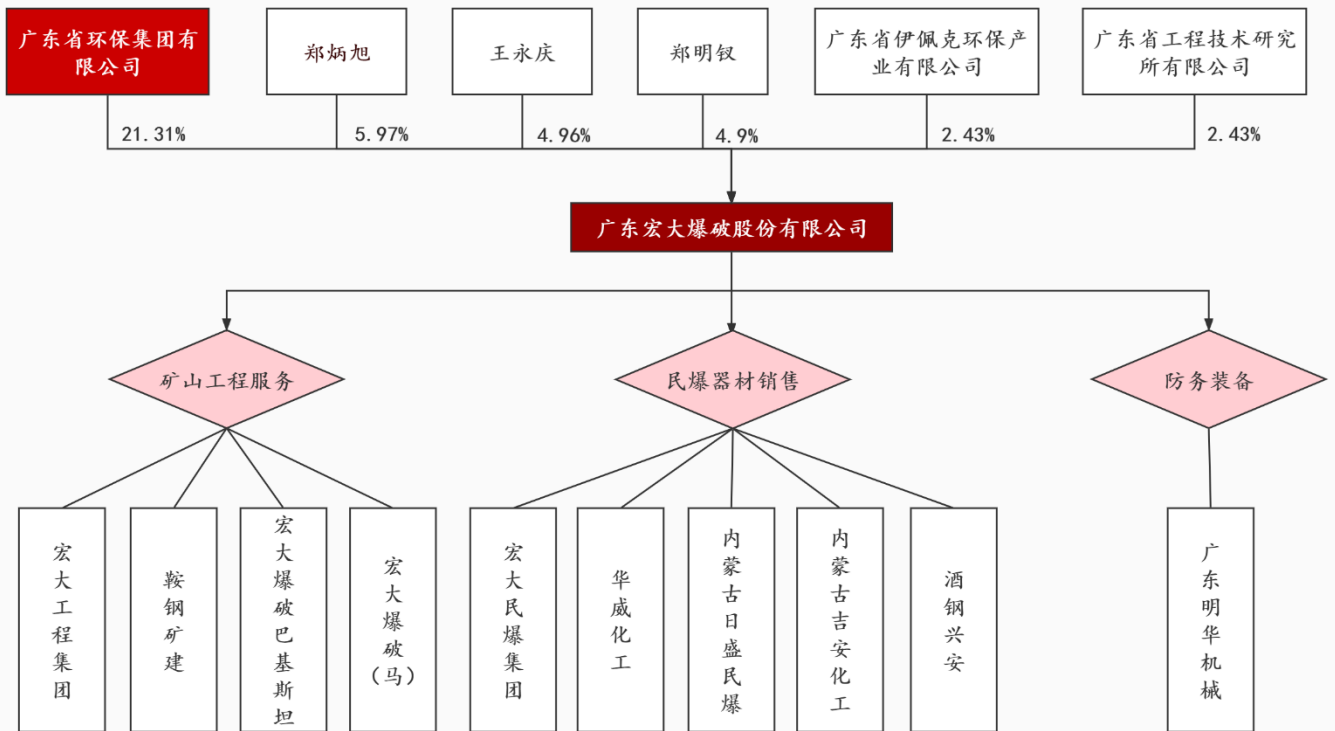 广东省环保集团有
限公司
郑炳旭
王永庆
郑明钗
广东省伊佩克环保产
业有限公司
广东省工程技术研究
所有限公司
21.31%
5.97%
4.96%
4.9%
2.43%
2.43%
广东宏大爆破股份有限公司
矿山工程服务
民爆器材销售
防务装备
宏大工程集团
鞍钢矿建
宏大爆破巴基斯坦
宏大爆破(马)
宏大民爆集团
华威化工
内蒙古日盛民爆
内蒙古吉安化工
酒钢兴安
广东明华机械